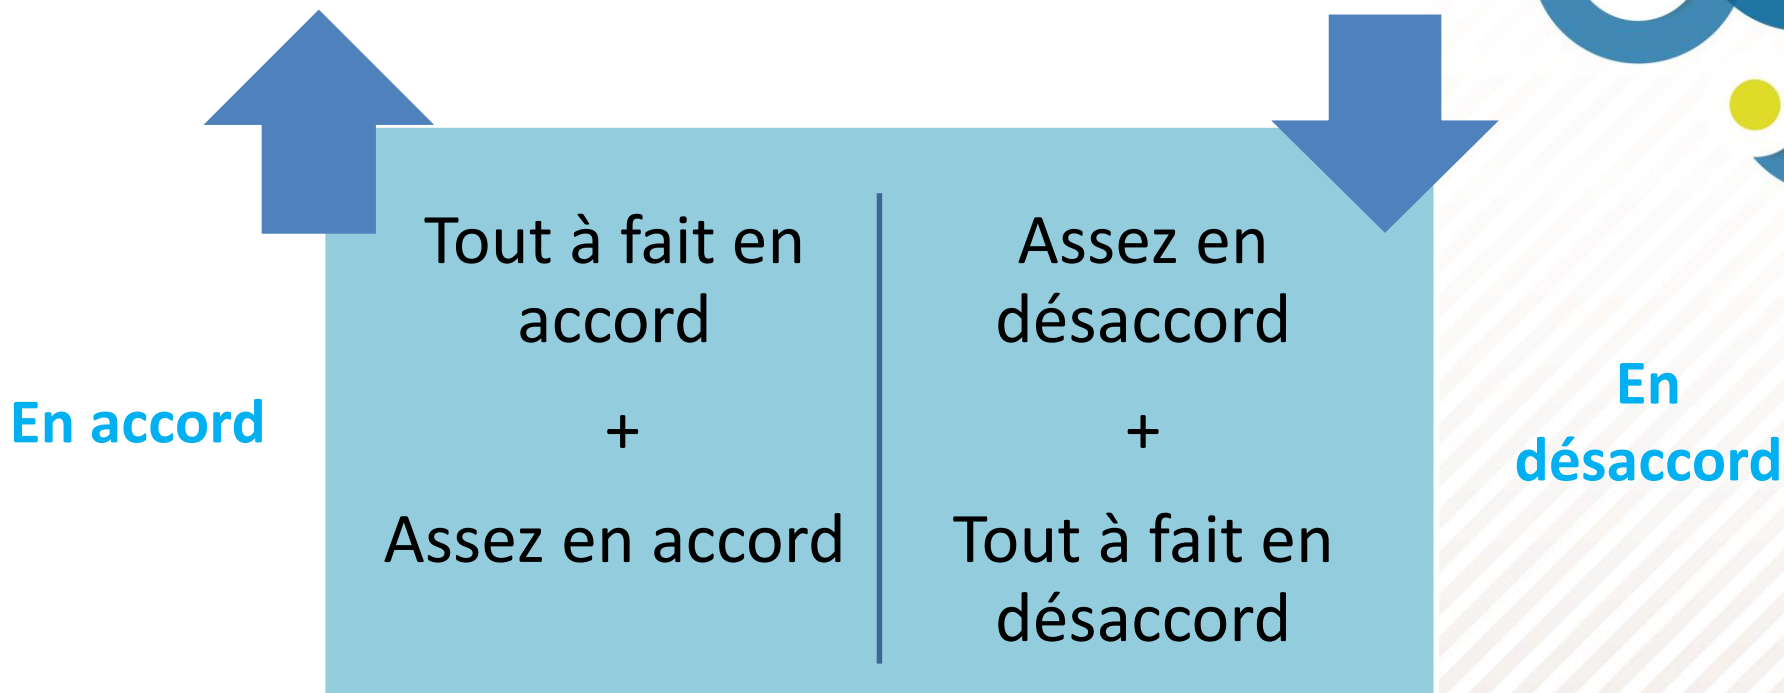 En accord
Tout à fait en
accord
+
Assez en accord
Assez en
désaccord
+
Tout à fait en
désaccord
En
désaccord